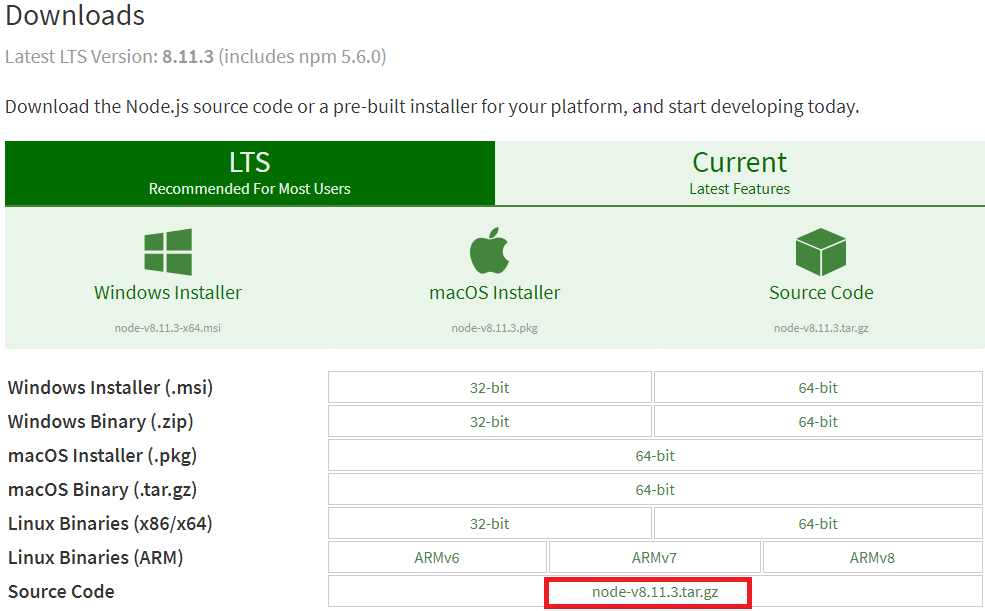 Downloads
Latest LTS Version: 8.11.3 (includes npm 5.6.0)
Download the Node.js source code or a pre-built installer for your platform, and start developing today.
LTS
Recommended For Most Users
Current
Latest Features
Windows Installer
node-v8.11.3-x64.msi
macOS Installer
node-v8.11.3.pkg
Source Code
node-v8.11.3.tar.gz
Windows Installer (.msi) 32-bit 64-bit
Windows Binary (.zip) 32-bit 64-bit
macOS Installer (.pkg) 64-bit
macOS Binary (.tar.gz) 64-bit
Linux Binaries (x86/x64) 32-bit 64-bit
Linux Binaries (ARM) ARMv6 ARMv7 ARMv8
Source Code node-v8.11.3.tar.gz